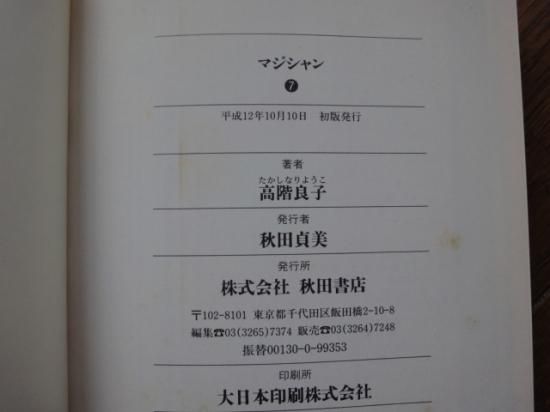 マジシャン
❼
平成12年10月10日 初版発行
著者
たかしなりようこ
高階良子
発行者
秋田貞美
発行所
株式会社 秋田書店
〒102-8101 東京都千代田区飯田橋2-10-8
編集☎03(3265)7374 販売☎03(3264)7248
振替00130-0-99353
印刷所
大日本印刷株式会社